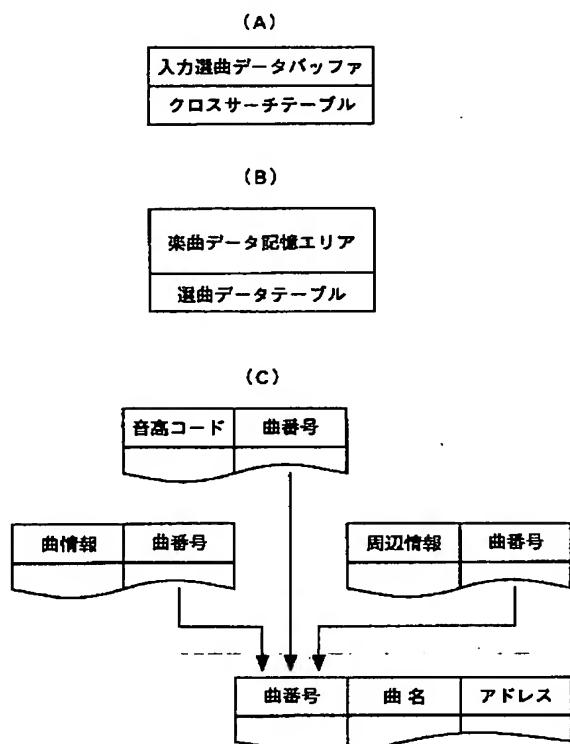 (A)
入力選曲データバッファ
クロスサーチテーブル
(B)
楽曲データ記憶エリア
選曲データテーブル
(C)
音高コード 曲番号
曲情報 曲番号 周辺情報 曲番号
曲番号 曲名 アドレス